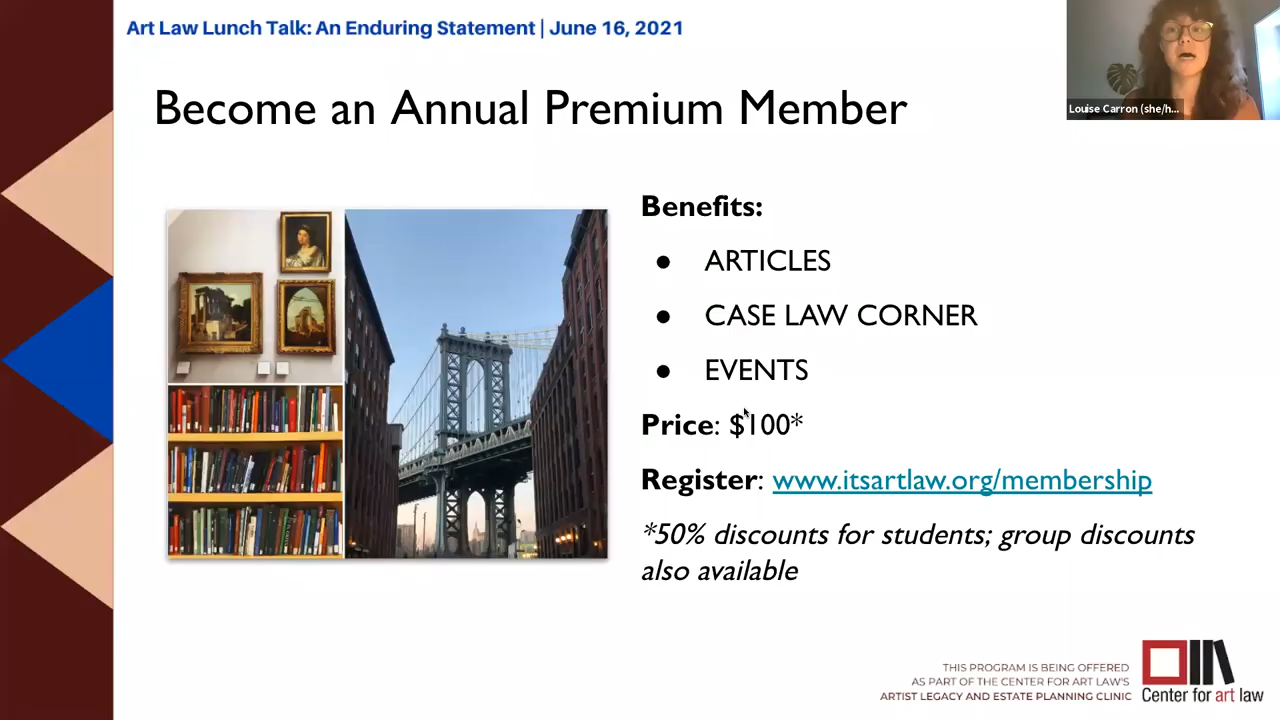 Art Law Lunch Talk: An Enduring Statement | June 16, 2021
Louise Carron (she/h...
Become an Annual Premium Member
Benefits:
● ARTICLES
● CASE LAW CORNER
● EVENTS
Price: $100*
Register: www.itsartlaw.org/membership
*50% discounts for students; group discounts
also available
THIS PROGRAM IS BEING OFFERED
AS PART OF THE CENTER FOR ART LAW'S
ARTIST LEGACY AND ESTATE PLANNING CLINIC
Center for art law